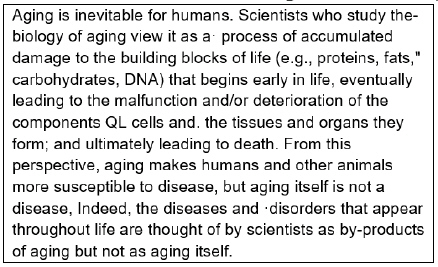 Aging is inevitable for humans. Scientists who study the-
biology of aging view it as a· process of accumulated
damage to the building blocks of life (e.g., proteins, fats,"
carbohydrates, DNA) that begins early in life, eventually
leading to the malfunction and/or deterioration of the
components QL cells and. the tissues and organs they
form; and ultimately leading to death. From this
perspective, aging makes humans and other animals
more susceptible to disease, but aging itself is not a
disease, Indeed, the diseases and ·disorders that appear
throughout life are thought of by scientists as by-products
of aging but not as aging itself.